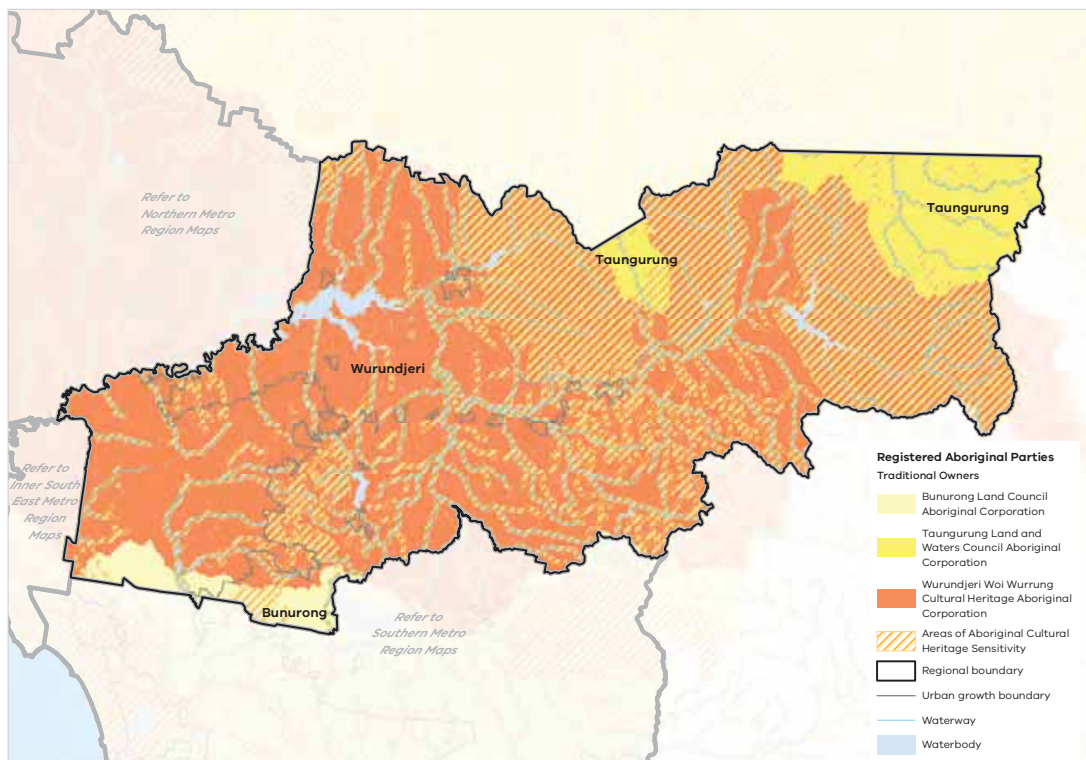 Refer to
Northern Metro
Region Maps
Taungurung
Taungurung
Wurundjeri
Refer to
Inner South
East Metro
Region
Maps
Bunurong
Refer to
Southern Metro
Region Maps
Registered Aboriginal Parties
Traditional Owners
Bunurong Land Council
Aboriginal Corporation
Taungurung Land and
Waters Council Aboriginal
Corporation
Wurundjeri Woi Wurrung
Cultural Heritage Aboriginal
Corporation
Areas of Aboriginal Cultural
Heritage Sensitivity
Regional boundary
Urban growth boundary
Waterway
Waterbody